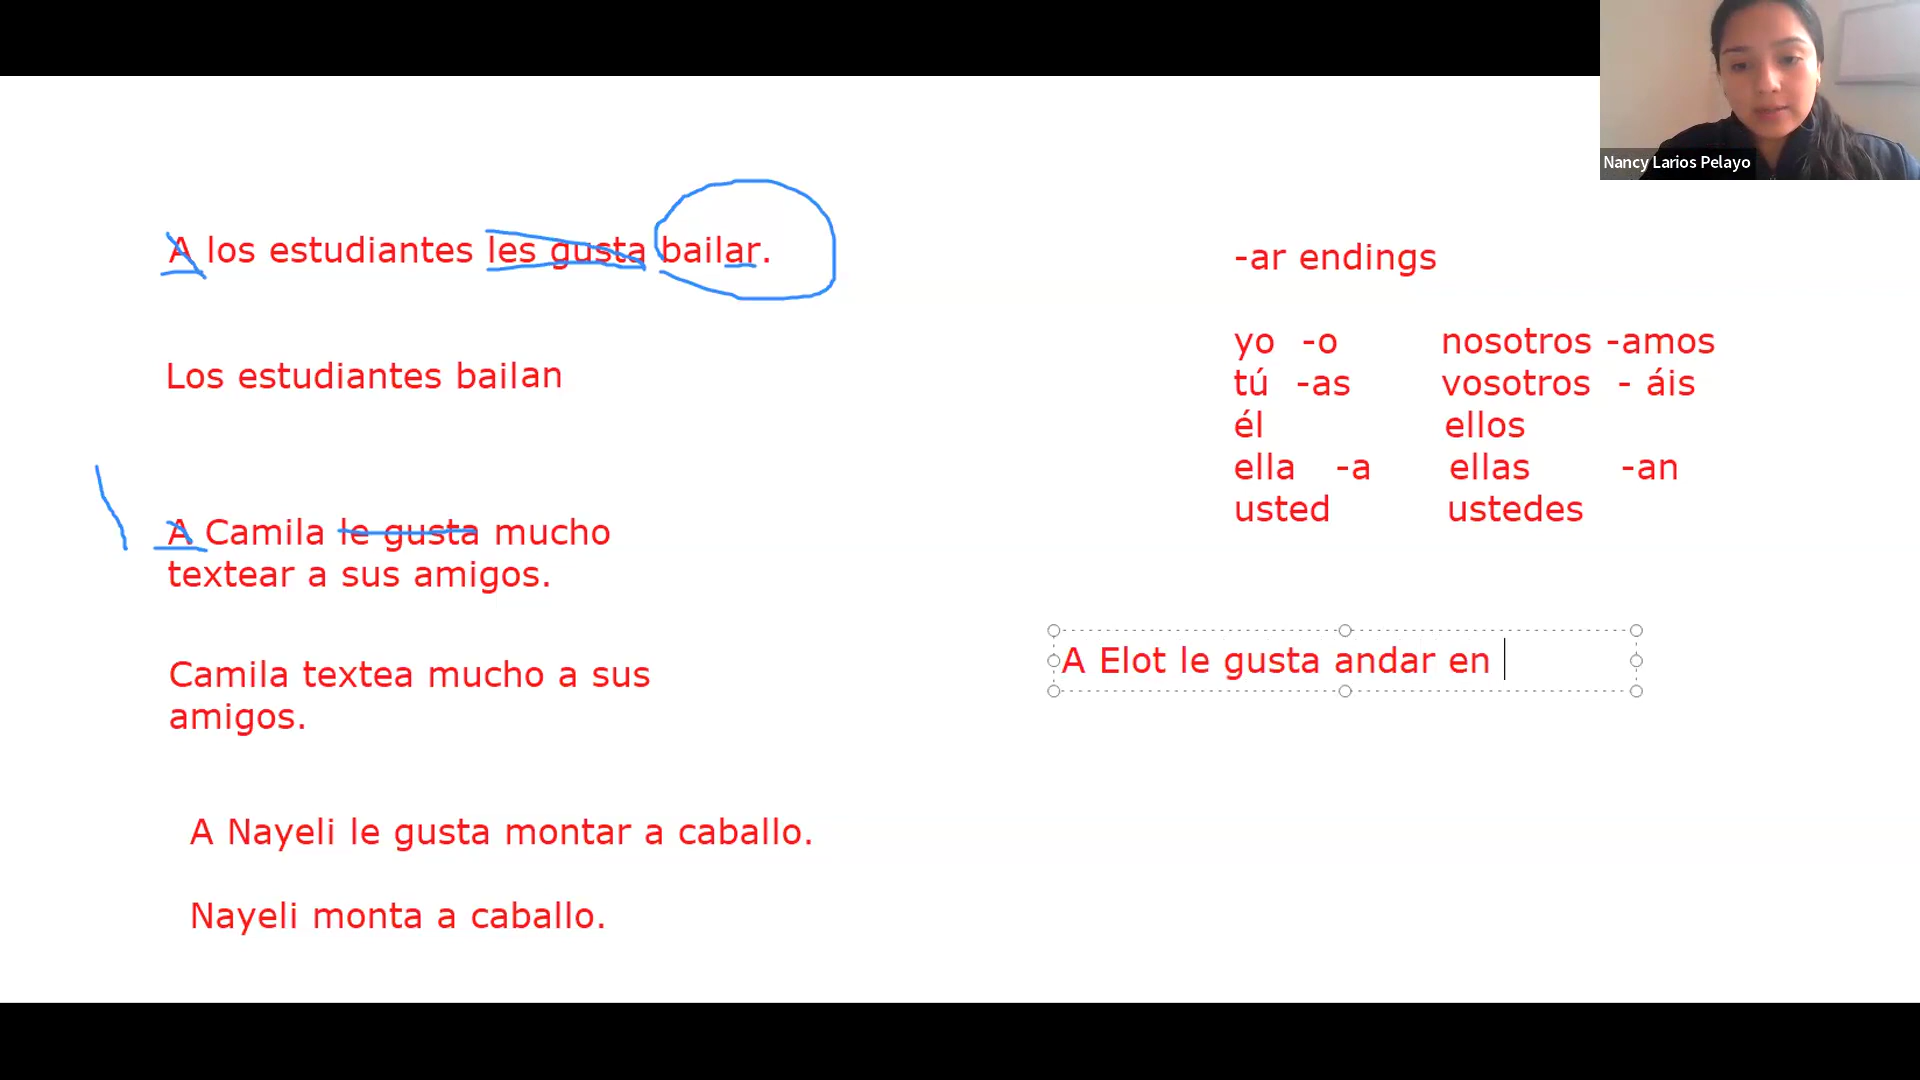 Nancy Larios Pelayo
A los estudiantes les gusta bailar.
Los estudiantes bailan
A Camila le gusta mucho
textear a sus amigos.
Camila textea mucho a sus
amigos.
A Nayeli le gusta montar a caballo.
Nayeli monta a caballo.
-ar endings
yo -o nosotros -amos
tú -as vosotros - áis
él ellos
ella -a ellas -an
usted ustedes
A Elot le gusta andar en